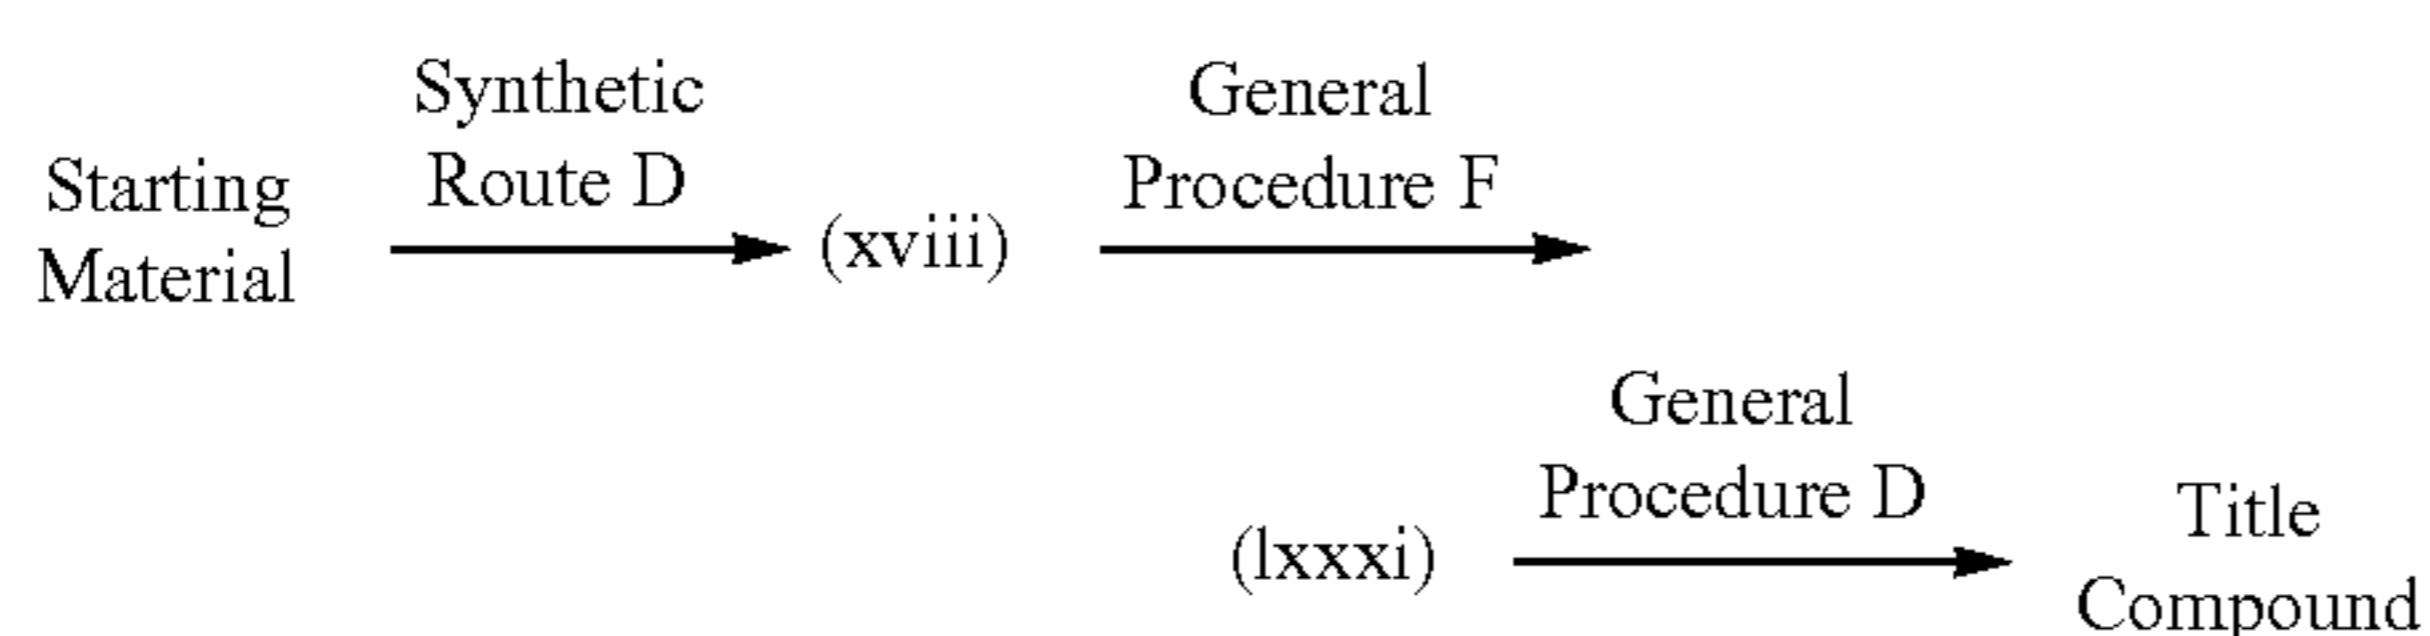 Starting
Material
Synthetic
Route D
(xviii)
General
Procedure F
(lxxxi)
General
Procedure D
Title
Compound